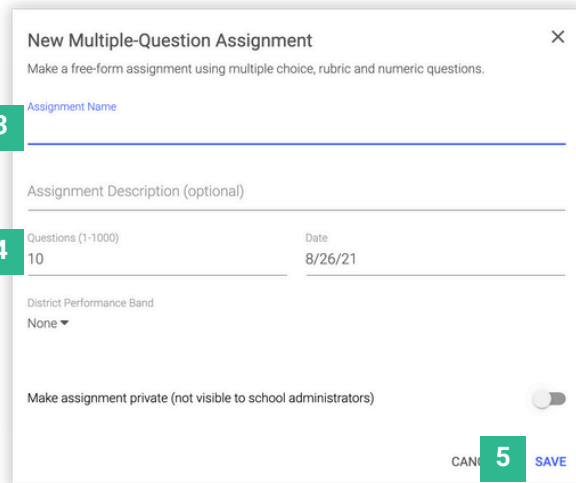 New Multiple-Question Assignment
Make a free-form assignment using multiple choice, rubric and numeric questions.
3
Assignment Name
Assignment Description (optional)
4
Questions (1-1000)
Date
10
8/26/21
District Performance Band
None
Make assignment private (not visible to school administrators)
5
SAVE